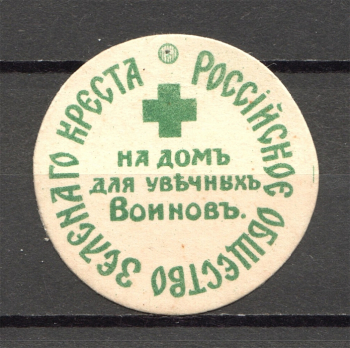 РОССІЙСКОЕ ОБЩЕСТВО ЗЕЛЕНАГО КРЕСТА
НА ДОМЪ
ДЛЯ УВѢЧНЫХЪ
ВОИНОВЪ.